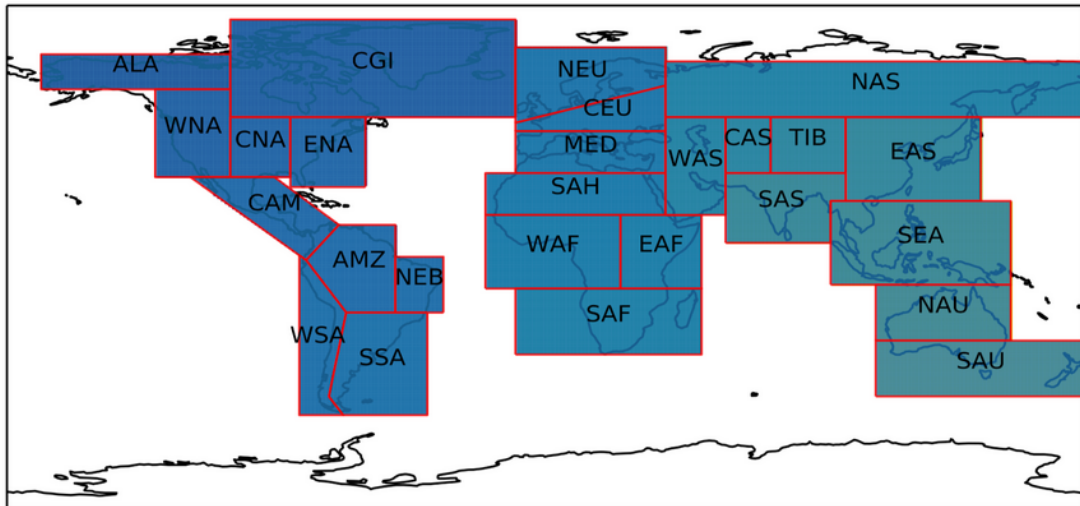 ALA
CGI
NEU
NAS
CEU
WNA
CNA
ENA
MED
WAS
CAS
TIB
EAS
CAM
SAH
SAS
AMZ
NEB
WAF
EAF
SEA
WSA
SSA
SAF
NAU
SAU